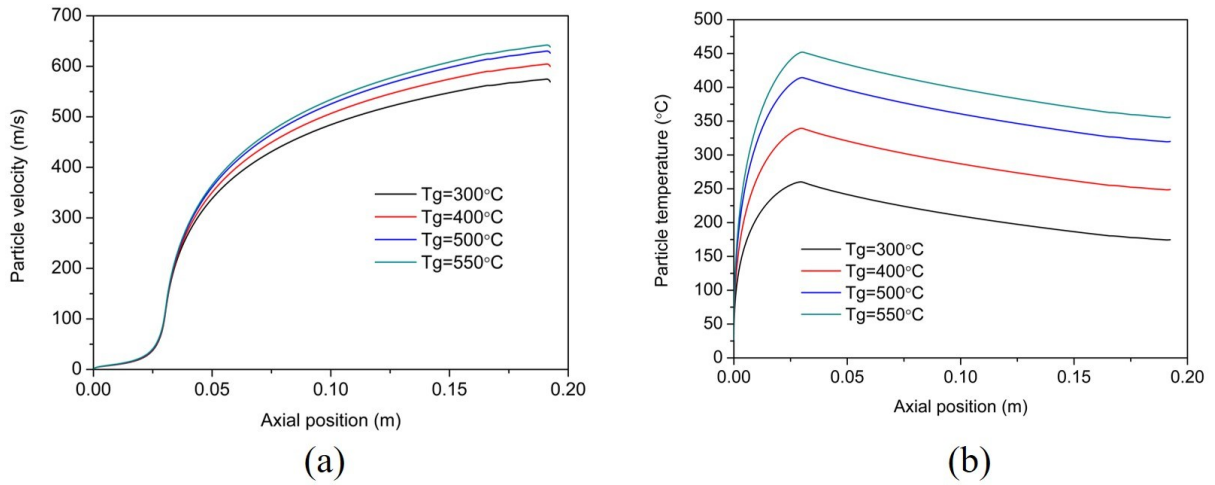 700
600
500
400
300
200
100
0
Particle velocity (m/s)
Tg=300°C
Tg=400°C
Tg=500°C
Tg=550°C
0.00 0.05 0.10 0.15 0.20
Axial position (m)
(a)
500
450
400
350
300
250
200
150
100
50
0
Particle temperature (°C)
Tg=300°C
Tg=400°C
Tg=500°C
Tg=550°C
0.00 0.05 0.10 0.15 0.20
Axial position (m)
(b)